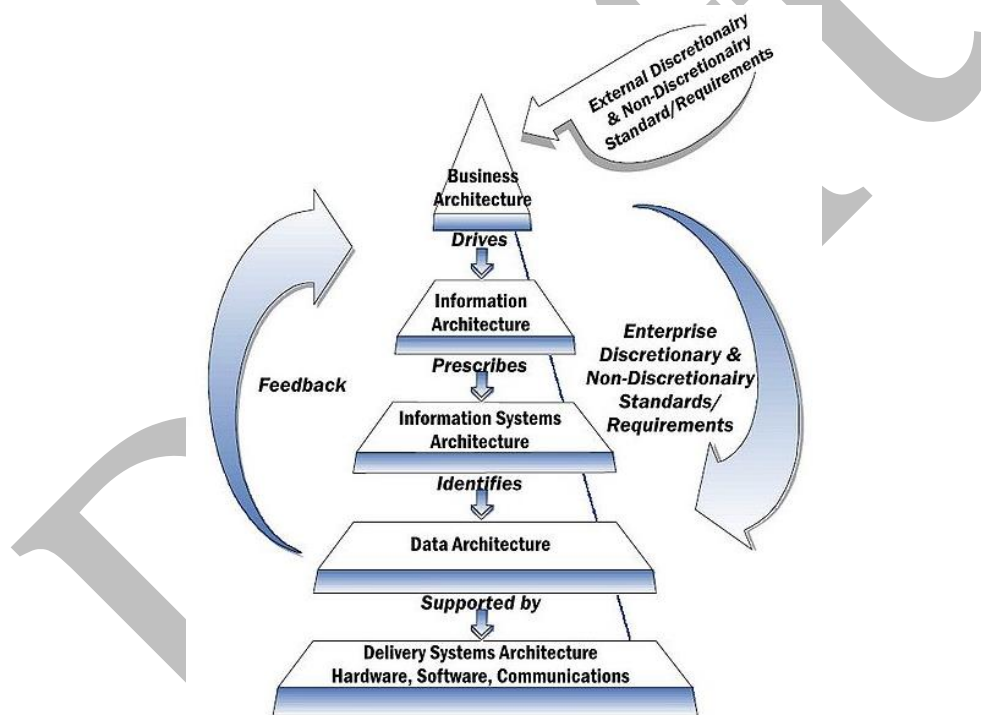 External Discretionairy
& Non-Discretionairy
Standard/Requirements
Business
Architecture
Drives
Information
Architecture
Prescribes
Feedback
Enterprise
Discretionary &
Non-Discretionairy
Standards/
Requirements
Information Systems
Architecture
Identifies
Data Architecture
Supported by
Delivery Systems Architecture
Hardware, Software, Communications